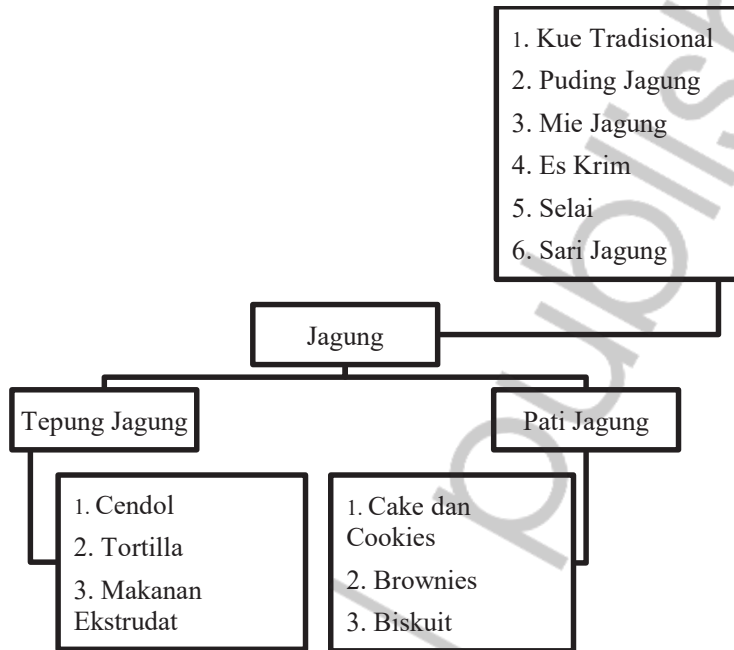 1. Kue Tradisional
2. Puding Jagung
3. Mie Jagung
4. Es Krim
5. Selai
6. Sari Jagung
Jagung
Tepung Jagung
Pati Jagung
1. Cendol
2. Tortilla
3. Makanan
Ekstrudat
1. Cake dan
Cookies
2. Brownies
3. Biskuit
publis